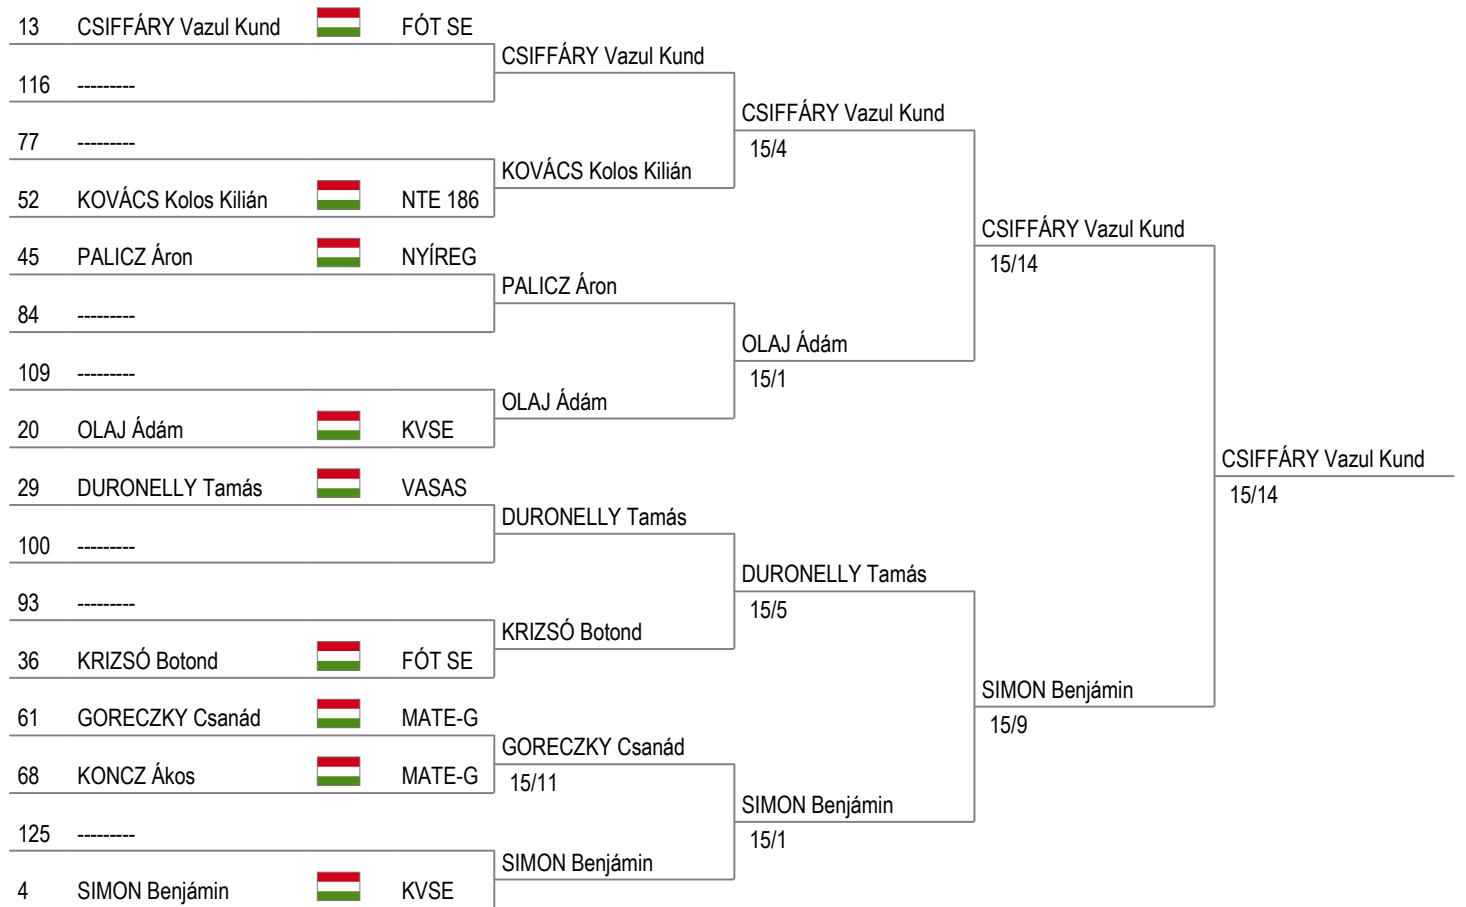 13 CSIFFÁRY Vazul Kund FÓT SE
116 ---------
77 ---------
52 KOVÁCS Kolos Kilián NTE 186
45 PALICZ Áron NYÍREG
84 ---------
109 ---------
20 OLAJ Ádám KVSE
29 DURONELLY Tamás VASAS
100 ---------
93 ---------
36 KRIZSÓ Botond FÓT SE
61 GORECZKY Csanád MATE-G
68 KONCZ Ákos MATE-G
125 ---------
4 SIMON Benjámin KVSE
CSIFFÁRY Vazul Kund
KOVÁCS Kolos Kilián
PALICZ Áron
OLAJ Ádám
DURONELLY Tamás
KRIZSÓ Botond
GORECZKY Csanád
15/11
SIMON Benjámin
CSIFFÁRY Vazul Kund
15/4
OLAJ Ádám
15/1
DURONELLY Tamás
15/5
SIMON Benjámin
15/1
CSIFFÁRY Vazul Kund
15/14
SIMON Benjámin
15/9
CSIFFÁRY Vazul Kund
15/14